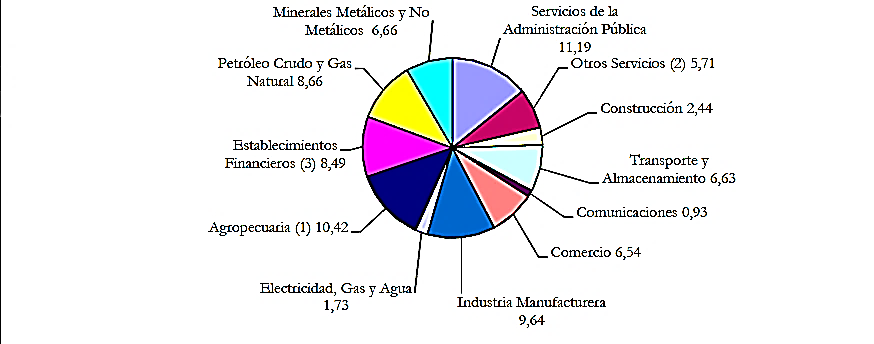 Minerales Metálicos y No
Metálicos 6,66
Servicios de la
Administración Pública
11,19
Petróleo Crudo y Gas
Natural 8,66
Otros Servicios (2) 5,71
Construcción 2,44
Establecimientos
Financieros (3) 8,49
Transporte y
Almacenamiento 6,63
Comunicaciones 0,93
Agropecuaria (1) 10,42
Comercio 6,54
Electricidad, Gas y Agua
1,73
Industria Manufacturera
9,64